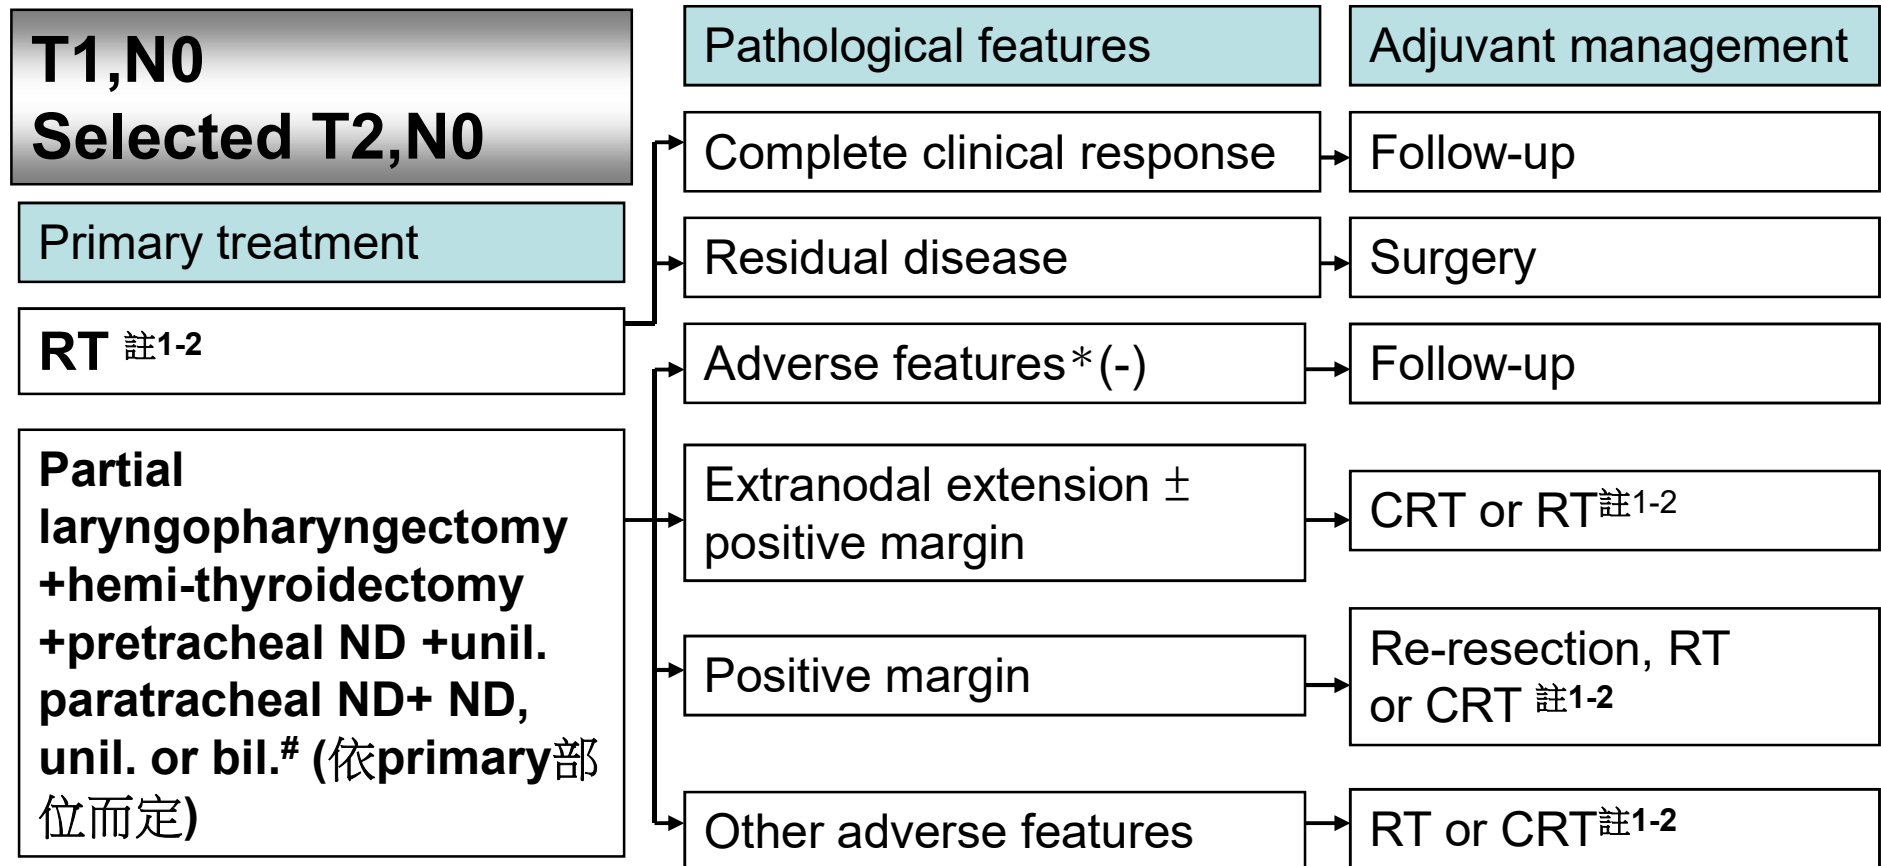 T1,N0
Selected T2,N0
Primary treatment
RT 註1-2
Partial
laryngopharyngectomy
+hemi-thyroidectomy
+pretracheal ND +unil.
paratracheal ND+ ND,
unil. or bil.# (依primary部
位而定)
Pathological features
Complete clinical response
Residual disease
Adverse features*(-)
Extranodal extension ±
positive margin
Positive margin
Other adverse features
Adjuvant management
Follow-up
Surgery
Follow-up
CRT or RT註1-2
Re-resection, RT
or CRT 註1-2
RT or CRT註1-2